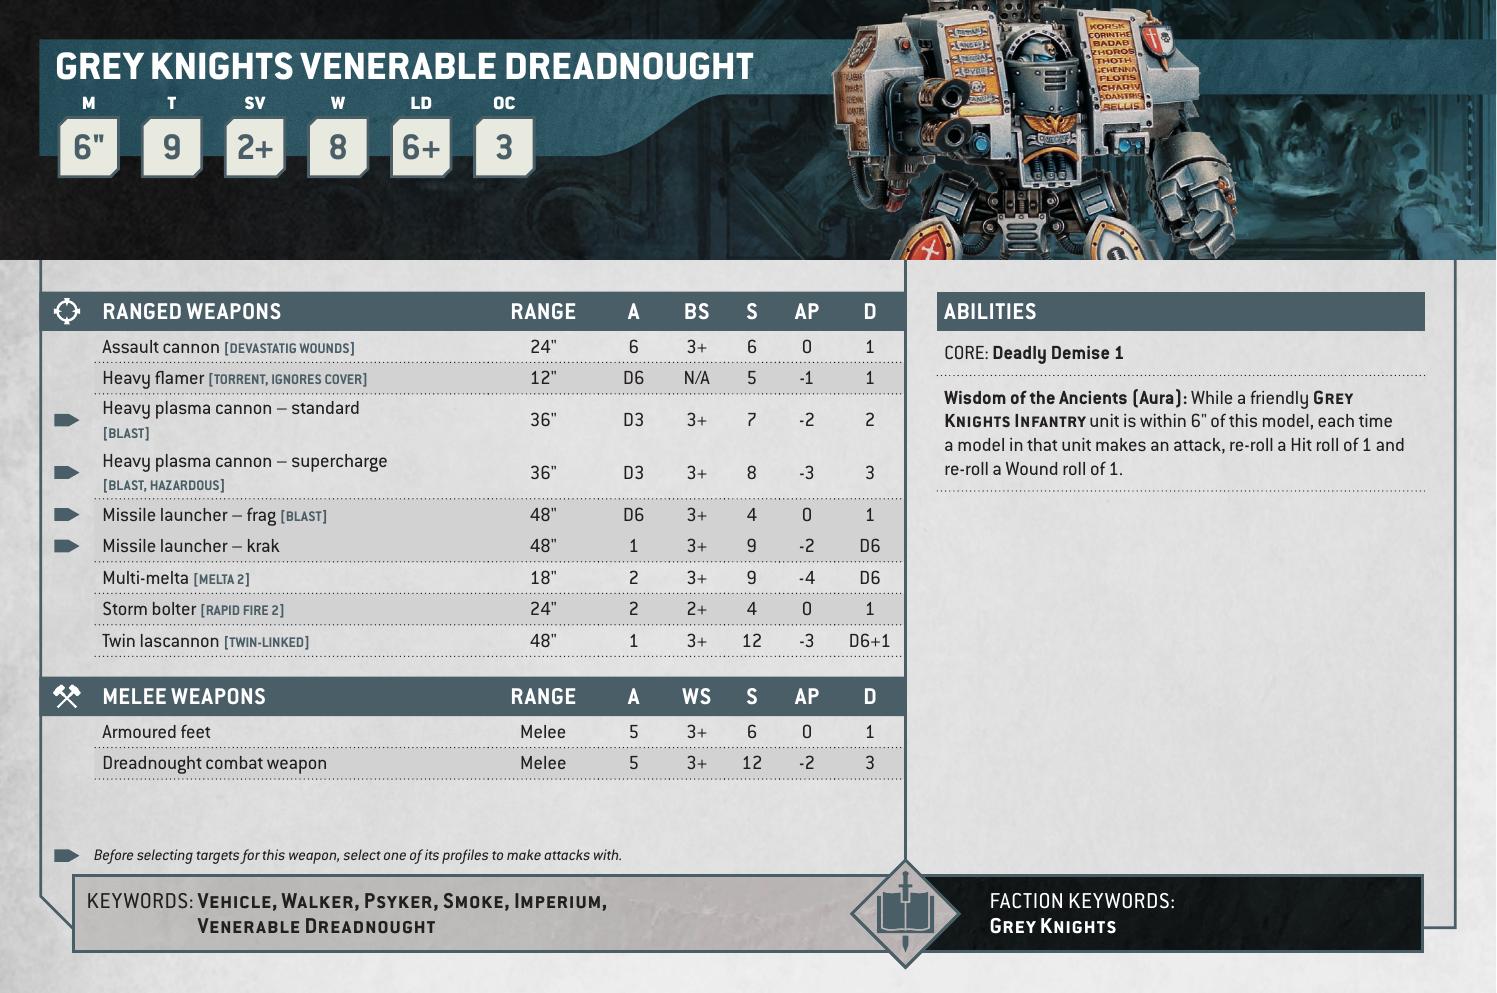 GREY KNIGHTS VENERABLE DREADNOUGHT
M T SV W LD OC
6" 9 2+ 8 6+ 3
KORSK
CORINTHE
BADAB
THOTH
GEHENNA
RANGED WEAPONS RANGE A BS S AP D
Assault cannon [DEVASTATIG WOUNDS] 24" 6 3+ 6 0 1
Heavy flamer [TORRENT, IGNORES COVER] 12" D6 N/A 5 -1 1
Heavy plasma cannon – standard
[BLAST] 36" D3 3+ 7 -2 2
Heavy plasma cannon – supercharge
[BLAST, HAZARDOUS] 36" D3 3+ 8 -3 3
Missile launcher – frag [BLAST] 48" D6 3+ 4 0 1
Missile launcher – krak 48" 1 3+ 9 -2 D6
Multi-melta [MELTA 2] 18" 2 3+ 9 -4 D6
Storm bolter [RAPID FIRE 2] 24" 2 2+ 4 0 1
Twin lascannon [TWIN-LINKED] 48" 1 3+ 12 -3 D6+1
MELEE WEAPONS RANGE A WS S AP D
Armoured feet Melee 5 3+ 6 0 1
Dreadnought combat weapon Melee 5 3+ 12 -2 3
Before selecting targets for this weapon, select one of its profiles to make attacks with.
ABILITIES
CORE: Deadly Demise 1
Wisdom of the Ancients (Aura): While a friendly GREY
KNIGHTS INFANTRY unit is within 6" of this model, each time
a model in that unit makes an attack, re-roll a Hit roll of 1 and
re-roll a Wound roll of 1.
KEYWORDS: VEHICLE, WALKER, PSYKER, SMOKE, IMPERIUM,
VENERABLE DREADNOUGHT
FACTION KEYWORDS:
GREY KNIGHTS